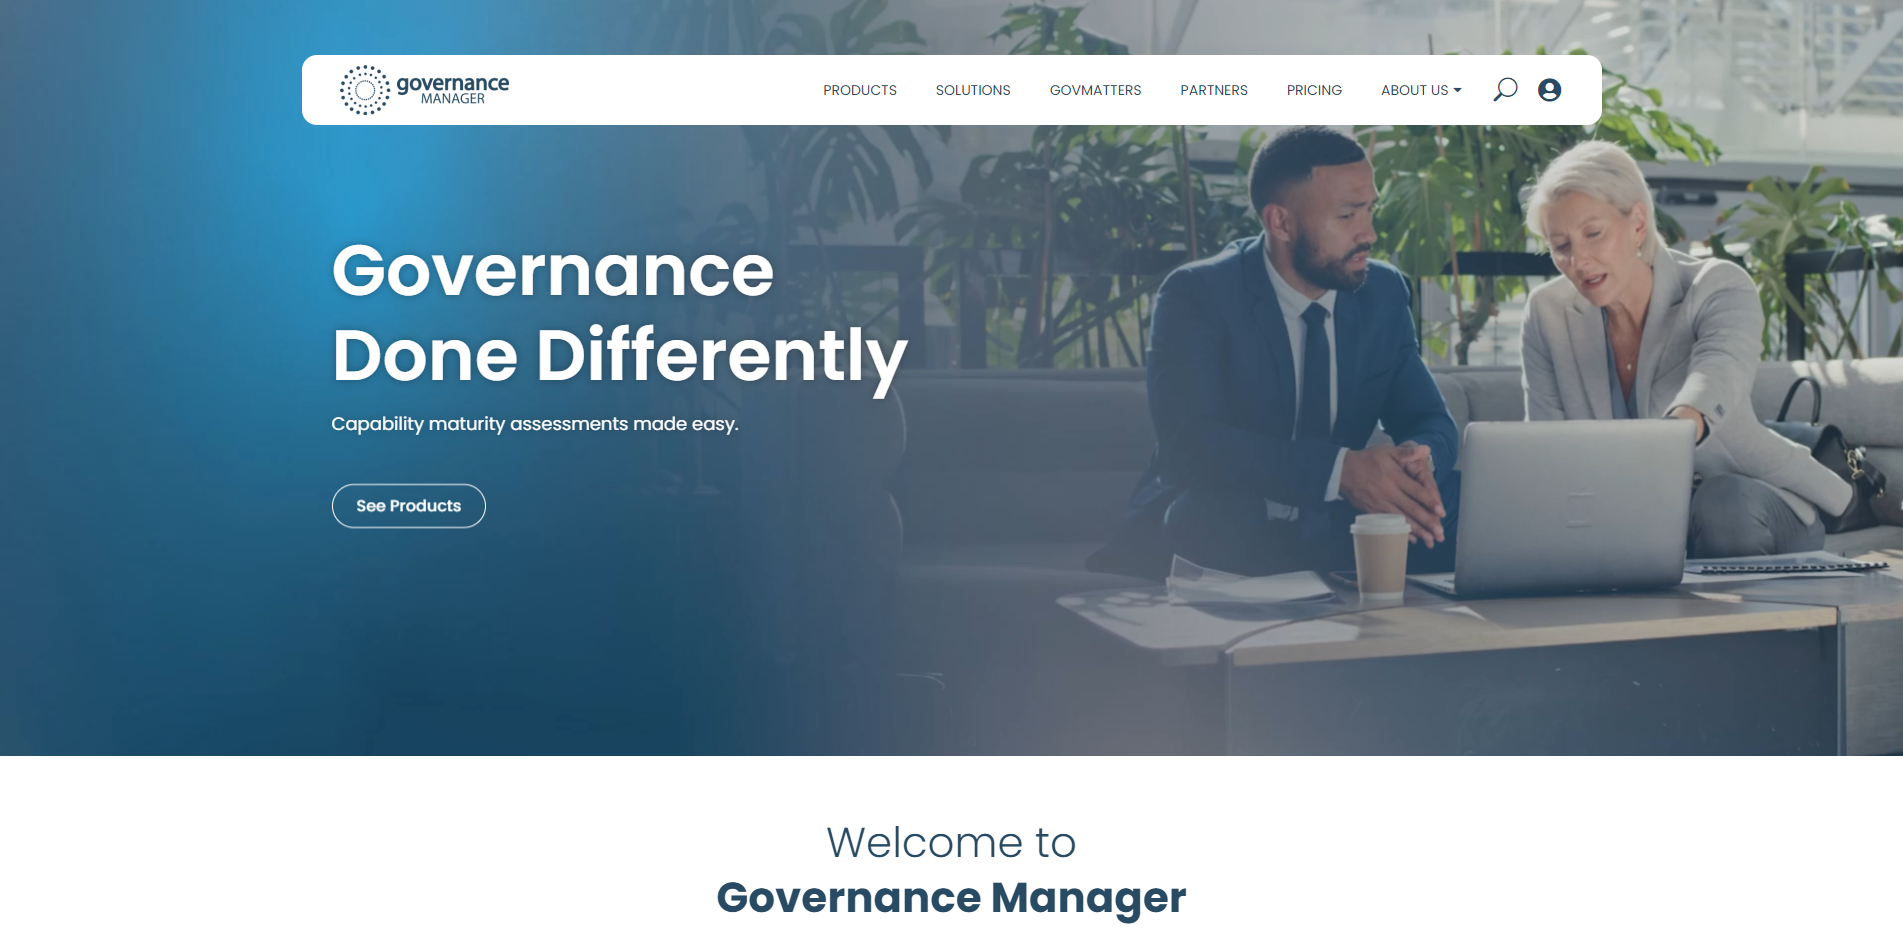 governance
MANAGER
PRODUCTS
SOLUTIONS
GOVMATTERS
PARTNERS
PRICING
ABOUT US
Governance
Done Differently
Capability maturity assessments made easy.
See Products
Welcome to
Governance Manager